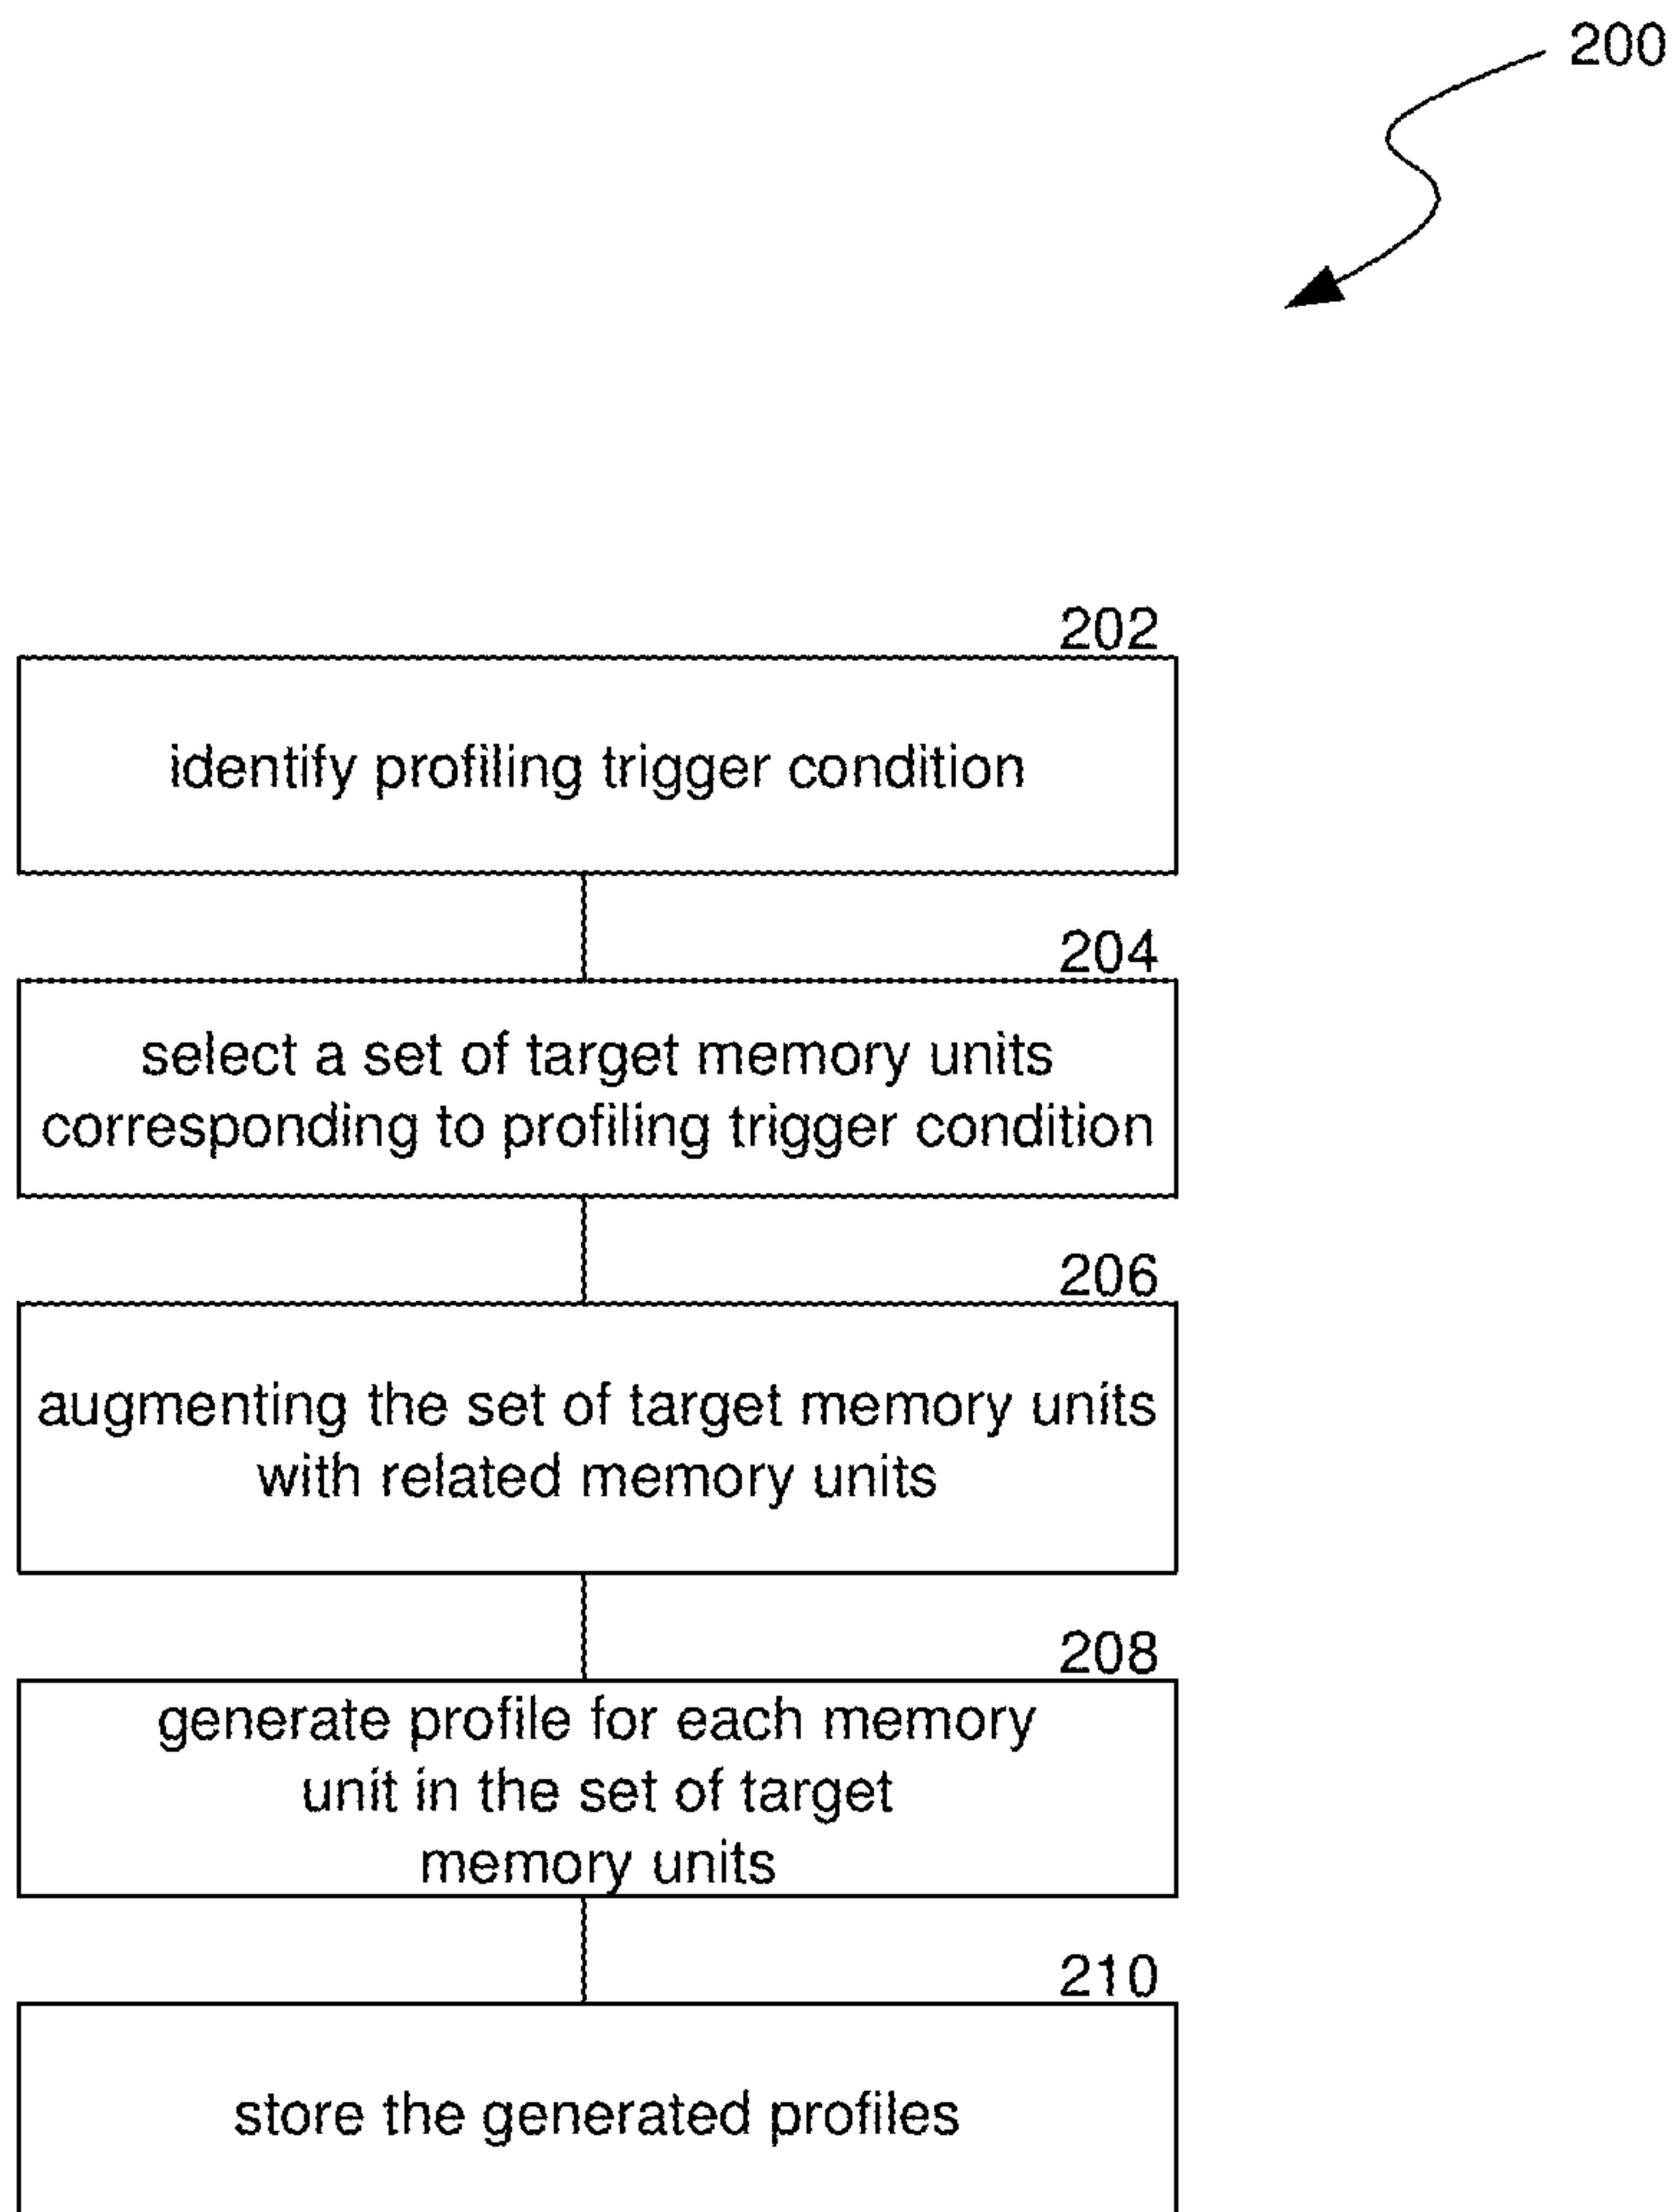 200
202
identify profiling trigger condition
204
select a set of target memory units
corresponding to profiling trigger condition
206
augmenting the set of target memory units
with related memory units
208
generate profile for each memory
unit in the set of target
memory units
210
store the generated profiles